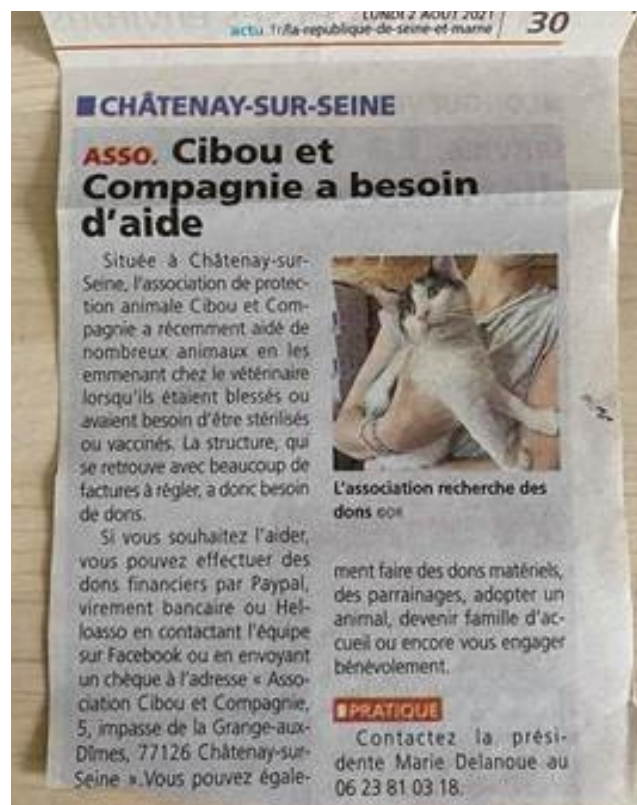 LUNDI 2 AOÛT 2021
actu.fr/la-republique-de-seine-et-marne
30
CHÂTENAY-SUR-SEINE
ASSO. Cibou et
Compagnie a besoin
d'aide
Située à Châtenay-sur-
Seine, l'association de protec-
tion animale Cibou et Com-
pagnie a récemment aidé de
nombreux animaux en les
emmenant chez le vétérinaire
lorsqu'ils étaient blessés ou
avaient besoin d'être stérilisés
ou vaccinés. La structure, qui
se retrouve avec beaucoup de
factures à régler, a donc besoin
de dons.
Si vous souhaitez l'aider,
vous pouvez effectuer des
dons financiers par Paypal,
virement bancaire ou Hel-
loasso en contactant l'équipe
sur Facebook ou en envoyant
un chèque à l'adresse « Asso-
ciation Cibou et Compagnie,
5, impasse de la Grange-aux-
Dîmes, 77126 Châtenay-sur-
Seine ».Vous pouvez égale-
L'association recherche des
dons
ment faire des dons matériels,
des parrainages, adopter un
animal, devenir famille d'ac-
cueil ou encore vous engager
bénévolement.
PRATIQUE
Contactez la prési-
dente Marie Delanoue au
06 23 81 03 18.